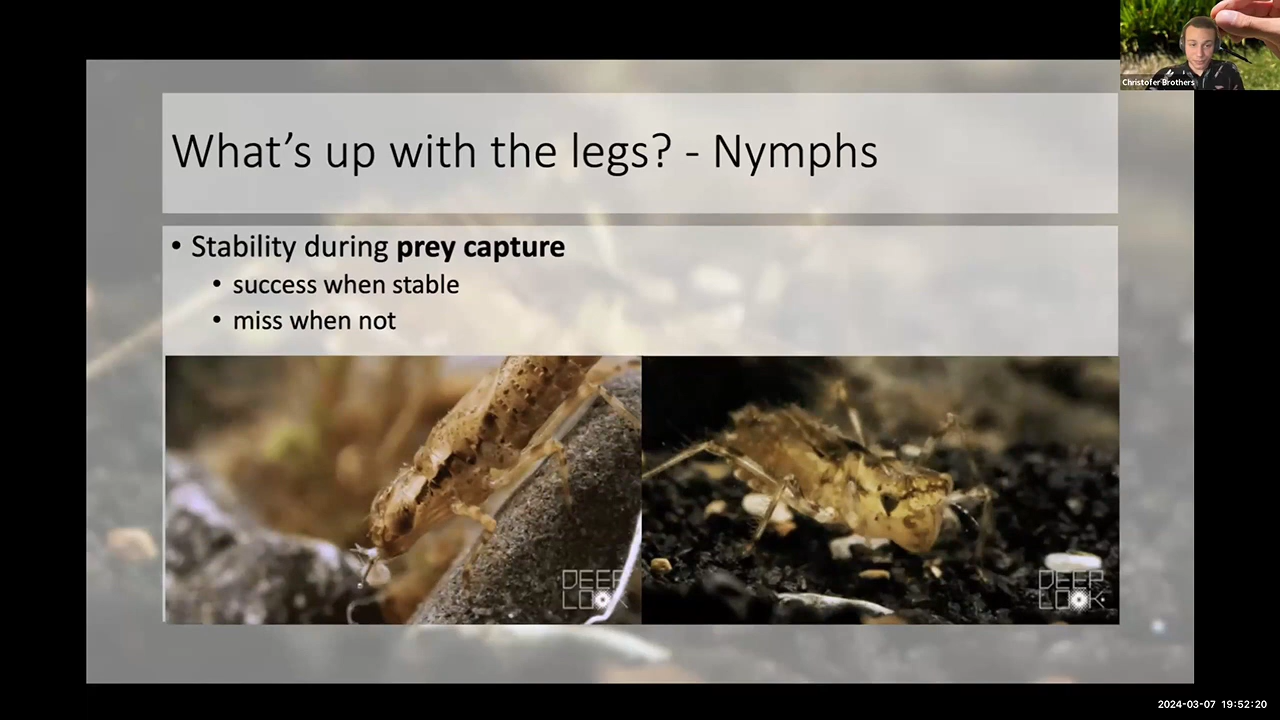 What's up with the legs? - Nymphs
• Stability during prey capture
• success when stable
• miss when not
DEEP
LOOK
DEEP
LOOK
Christofer Brothers
2024-03-07 19:52:20